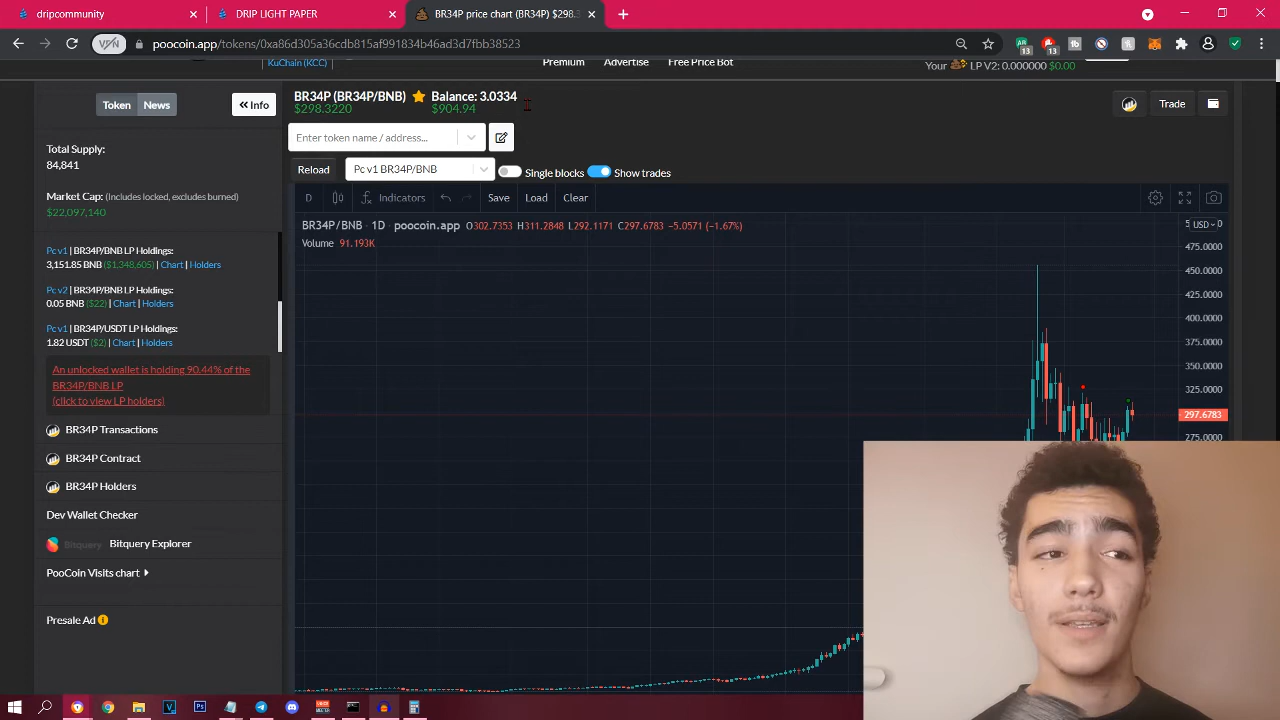 dripcommunity
DRIP LIGHT PAPER
BR34P price chart (BR34P) $298.3
VPN
poocoin.app/tokens/0xa86d305a36cdb815af991834b46ad3d7fbb38523
13
13
KuChain (KCC)
Premium
Advertise
Free Price Bot
Your LP V2: 0.000000 $0.00
Token
News
Info
BR34P (BR34P/BNB)
Balance: 3.0334
$298.3220
$904.94
Enter token name / address...
Total Supply:
84,841
Reload
Pc v1 BR34P/BNB
Single blocks
Show trades
Market Cap: (Includes locked, excludes burned)
$22,097,140
D
Indicators
Save
Load
Clear
BR34P/BNB · 1D · poocoin.app O302.7353 H311.2848 L292.1171 C297.6783 −5.0571 (−1.67%)
USD
Volume 91.193K
475.0000
450.0000
425.0000
400.0000
375.0000
350.0000
325.0000
297.6783
275.0000
Pc v1 | BR34P/BNB LP Holdings:
3,151.85 BNB ($1,348,605) | Chart | Holders
Pc v2 | BR34P/BNB LP Holdings:
0.05 BNB ($22) | Chart | Holders
Pc v1 | BR34P/USDT LP Holdings:
1.82 USDT ($2) | Chart | Holders
An unlocked wallet is holding 90.44% of the
BR34P/BNB LP
(click to view LP holders)
BR34P Transactions
BR34P Contract
BR34P Holders
Dev Wallet Checker
Bitquery
Bitquery Explorer
PooCoin Visits chart
Presale Ad
Trade